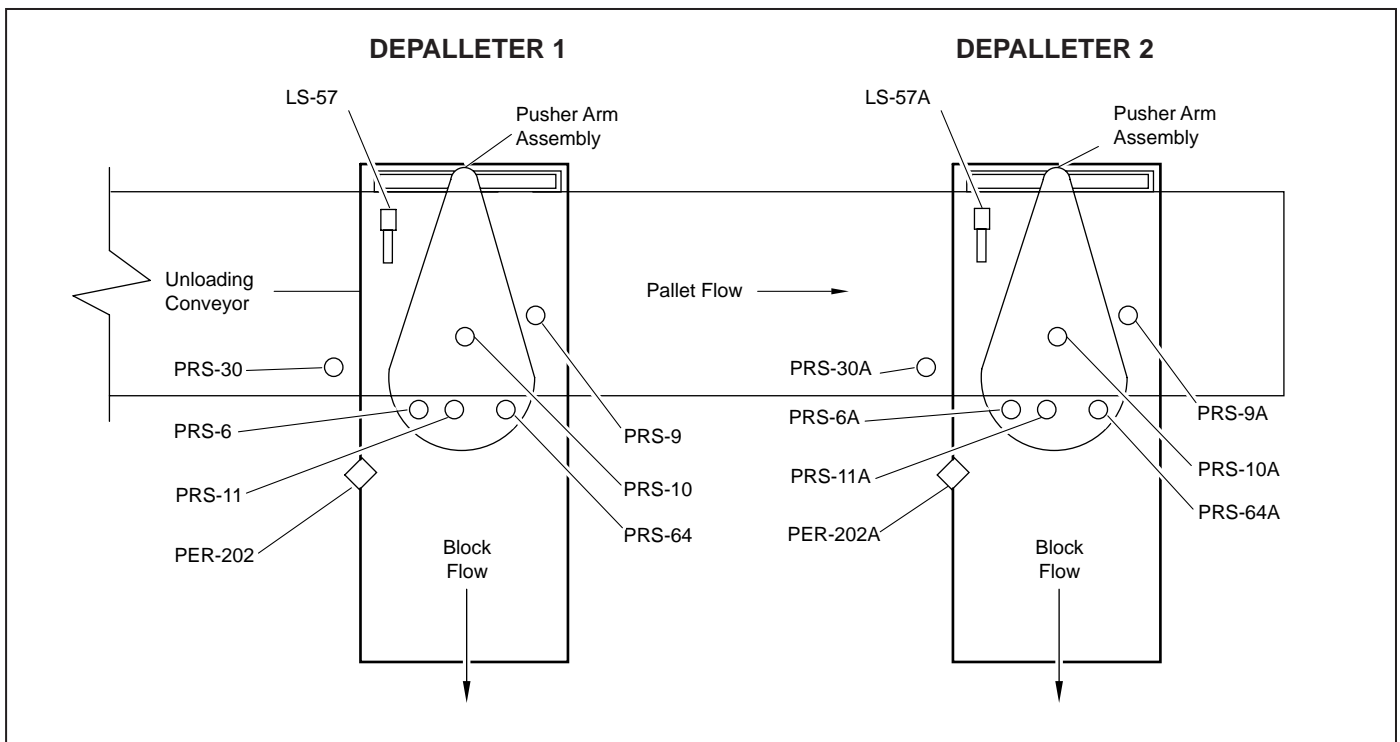 DEPALLETER 1
DEPALLETER 2
LS-57
Pusher Arm
Assembly
LS-57A
Pusher Arm
Assembly
Unloading
Conveyor
Pallet Flow
PRS-30
PRS-30A
PRS-6
PRS-9
PRS-6A
PRS-9A
PRS-11
PRS-10
PRS-11A
PRS-10A
PER-202
PRS-64
PER-202A
PRS-64A
Block
Flow
Block
Flow